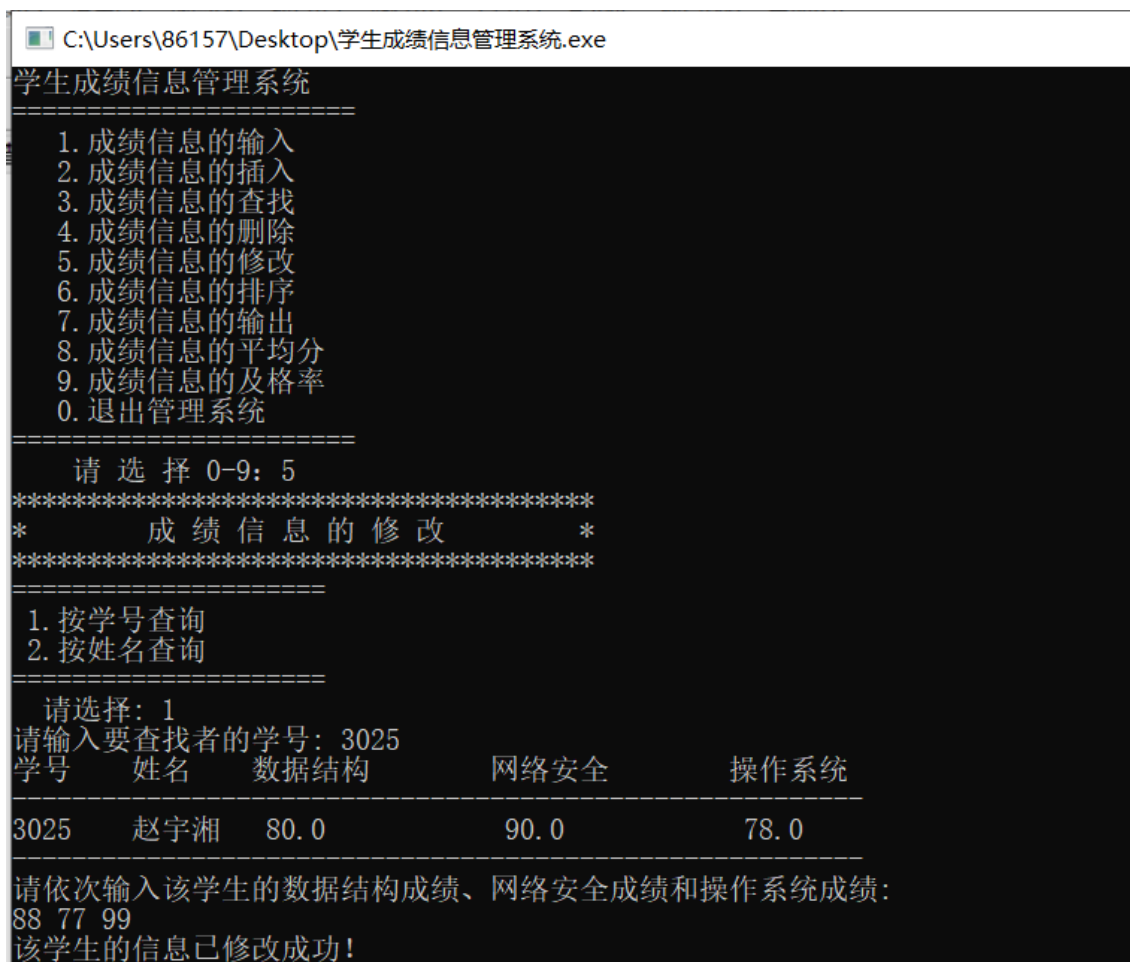 C:\Users\86157\Desktop\学生成绩信息管理系统.exe
学生成绩信息管理系统
=======================
1.成绩信息的输入
2.成绩信息的插入
3.成绩信息的查找
4.成绩信息的删除
5.成绩信息的修改
6.成绩信息的排序
7.成绩信息的输出
8.成绩信息的平均分
9.成绩信息的及格率
0.退出管理系统
=======================
请 选 择 0-9：5
***************************************
* 成 绩 信 息 的 修 改 *
***************************************
=====================
1.按学号查询
2.按姓名查询
=====================
请选择: 1
请输入要查找者的学号: 3025
学号 姓名 数据结构 网络安全 操作系统
---------------------------------------------------------
3025 赵宇湘 80.0 90.0 78.0
---------------------------------------------------------
请依次输入该学生的数据结构成绩、网络安全成绩和操作系统成绩:
88 77 99
该学生的信息已修改成功!